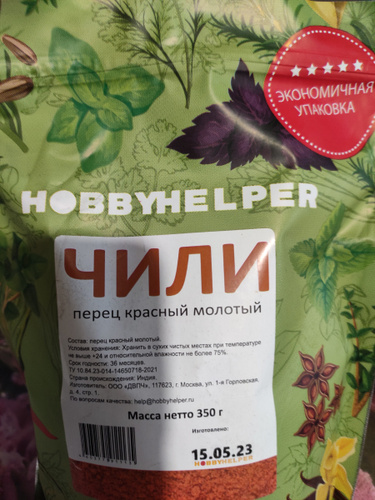 ★★★★★
ЭКОНОМИЧНАЯ
УПАКОВКА
HOBBYHELPER
ЧИЛИ
перец красный молотый
Состав: перец красный молотый.
Условия хранения: Хранить в сухих чистых местах при температуре
не выше +24 и относительной влажности не более 75%.
Срок годности: 36 месяцев.
ТУ 10.84.23-014-14650718-2021
Страна происхождения: Индия
Изготовитель: ООО «ДВПЧ», 117623, г. Москва, ул. 1-я Горловская,
д. 4, стр. 1.
По вопросам качества: help@hobbyhelper.ru
Масса нетто 350 г
Изготовлено:
15.05.23
HOBBYHELPER